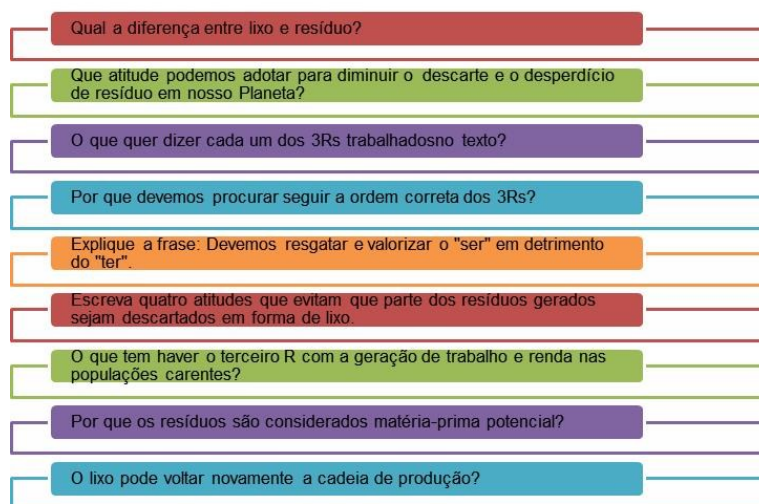 Qual a diferença entre lixo e resíduo?
Que atitude podemos adotar para diminuir o descarte e o desperdício
de resíduo em nosso Planeta?
O que quer dizer cada um dos 3Rs trabalhadosno texto?
Por que devemos procurar seguir a ordem correta dos 3Rs?
Explique a frase: Devemos resgatar e valorizar o "ser" em detrimento
do "ter".
Escreva quatro atitudes que evitam que parte dos resíduos gerados
sejam descartados em forma de lixo.
O que tem haver o terceiro R com a geração de trabalho e renda nas
populações carentes?
Por que os resíduos são considerados matéria-prima potencial?
O lixo pode voltar novamente a cadeia de produção?